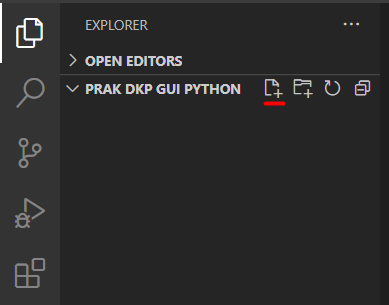 EXPLORER
OPEN EDITORS
PRAK DKP GUI PYTHON